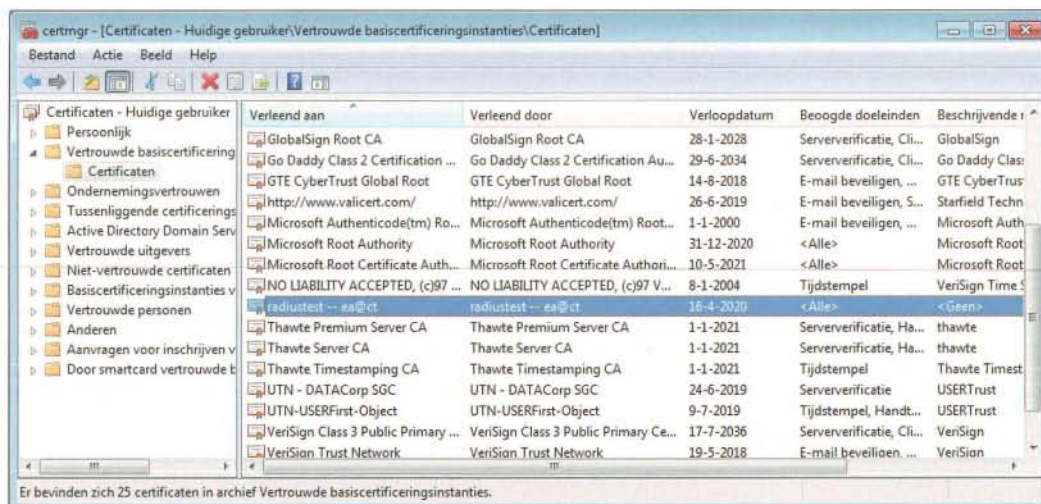 certmgr - [Certificaten - Huidige gebruiker\Vertrouwde basiscertificeringsinstanties\Certificaten]
Bestand Actie Beeld Help
Certificaten - Huidige gebruiker
Persoonlijk
Vertrouwde basiscertificering
Certificaten
Ondernemingsvertrouwen
Tussenliggende certificerings
Active Directory Domain Serv
Vertrouwde uitgevers
Niet-vertrouwde certificaten
Basiscertificeringsinstanties v
Vertrouwde personen
Anderen
Aanvragen voor inschrijven v
Door smartcard vertrouwde b
Verleend aan Verleend door Verloopdatum Beoogde doeleinden Beschrijvende r
GlobalSign Root CA GlobalSign Root CA 28-1-2028 Serververificatie, Cli... GlobalSign
Go Daddy Class 2 Certification ... Go Daddy Class 2 Certification Au... 29-6-2034 Serververificatie, Cli... Go Daddy Clas
GTE CyberTrust Global Root GTE CyberTrust Global Root 14-8-2018 E-mail beveiligen, ... GTE CyberTrus
http://www.valicert.com/ http://www.valicert.com/ 26-6-2019 E-mail beveiligen, S... Starfield Techn
Microsoft Authenticode(tm) Ro... Microsoft Authenticode(tm) Root... 1-1-2000 E-mail beveiligen, ... Microsoft Auth
Microsoft Root Authority Microsoft Root Authority 31-12-2020 <Alle> Microsoft Root
Microsoft Root Certificate Auth... Microsoft Root Certificate Authori... 10-5-2021 <Alle> Microsoft Root
NO LIABILITY ACCEPTED, (c)97 ... NO LIABILITY ACCEPTED, (c)97 V... 8-1-2004 Tijdstempel VeriSign Time S
radiustest -- ea@ct radiustest -- ea@ct 16-4-2020 <Alle> <Geen>
Thawte Premium Server CA Thawte Premium Server CA 1-1-2021 Serververificatie, Ha... thawte
Thawte Server CA Thawte Server CA 1-1-2021 Serververificatie, Ha... thawte
Thawte Timestamping CA Thawte Timestamping CA 1-1-2021 Tijdstempel Thawte Timest
UTN - DATACorp SGC UTN - DATACorp SGC 24-6-2019 Serververificatie USERTrust
UTN-USERFirst-Object UTN-USERFirst-Object 9-7-2019 Tijdstempel, Handt... USERTrust
VeriSign Class 3 Public Primary ... VeriSign Class 3 Public Primary Ce... 17-7-2036 Serververificatie, Cli... VeriSign
VeriSign Trust Network VeriSign Trust Network 19-5-2018 E-mail beveiligen, ... VeriSign
Er bevinden zich 25 certificaten in archief Vertrouwde basiscertificeringsinstanties.